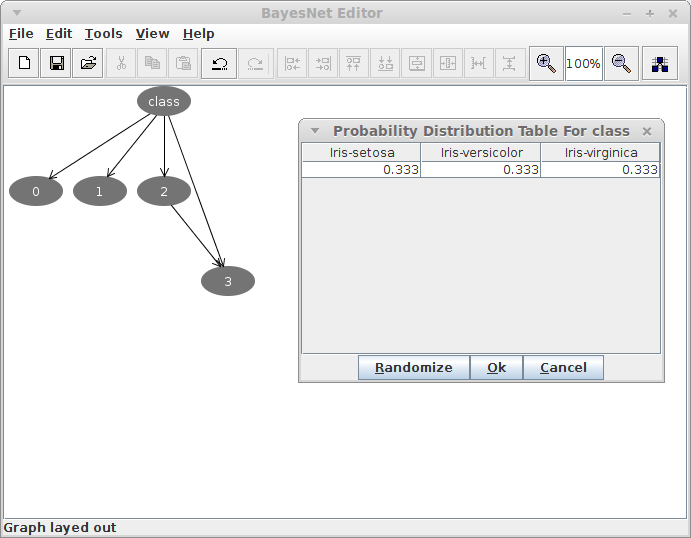 BayesNet Editor
File Edit Tools View Help
100%
class
0 1 2
3
Probability Distribution Table For class
Iris-setosa Iris-versicolor Iris-virginica
0.333 0.333 0.333
Randomize Ok Cancel
Graph layed out